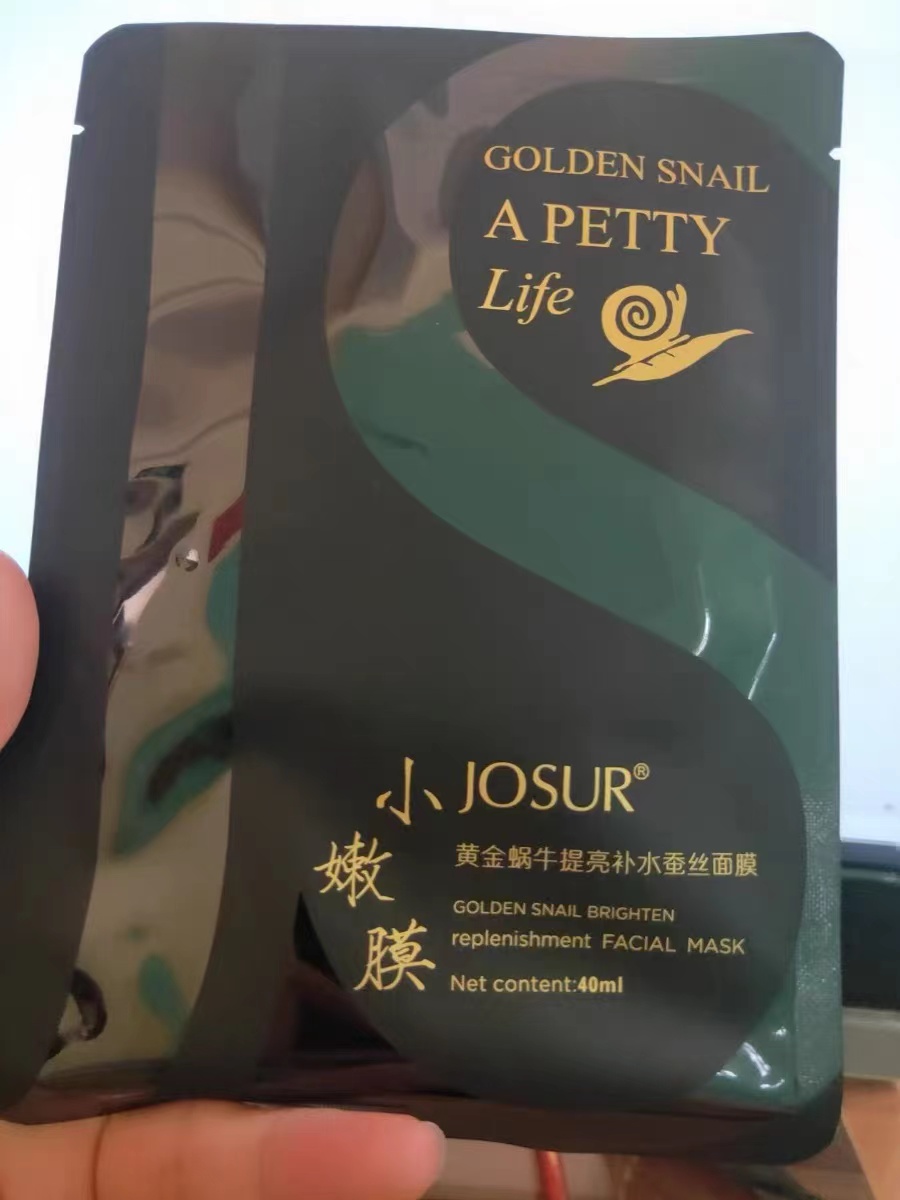 GOLDEN SNAIL
A PETTY
Life
小嫩膜
JOSUR®
黄金蜗牛提亮补水蚕丝面膜
GOLDEN SNAIL BRIGHTEN
replenishment FACIAL MASK
Net content:40ml